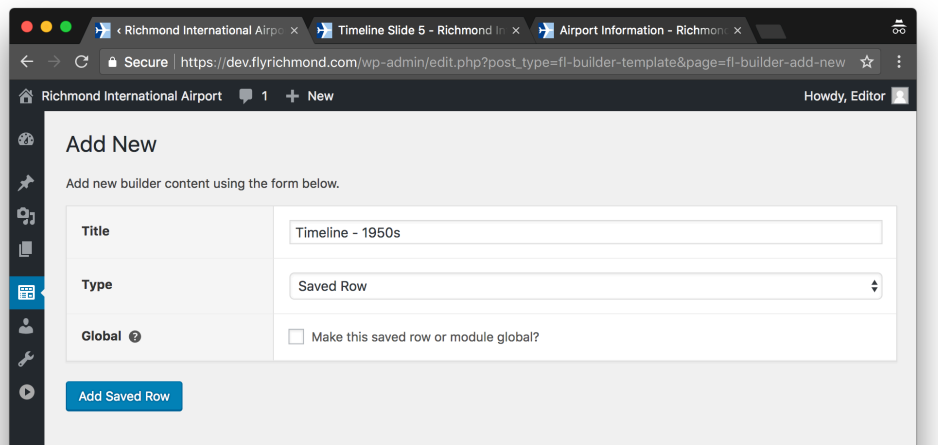 < Richmond International Airpo
Timeline Slide 5 - Richmond In
Airport Information - Richmon
Secure | https://dev.flyrichmond.com/wp-admin/edit.php?post_type=fl-builder-template&page=fl-builder-add-new
Richmond International Airport 1 + New Howdy, Editor
Add New
Add new builder content using the form below.
Title Timeline - 1950s
Type Saved Row
Global ? Make this saved row or module global?
Add Saved Row